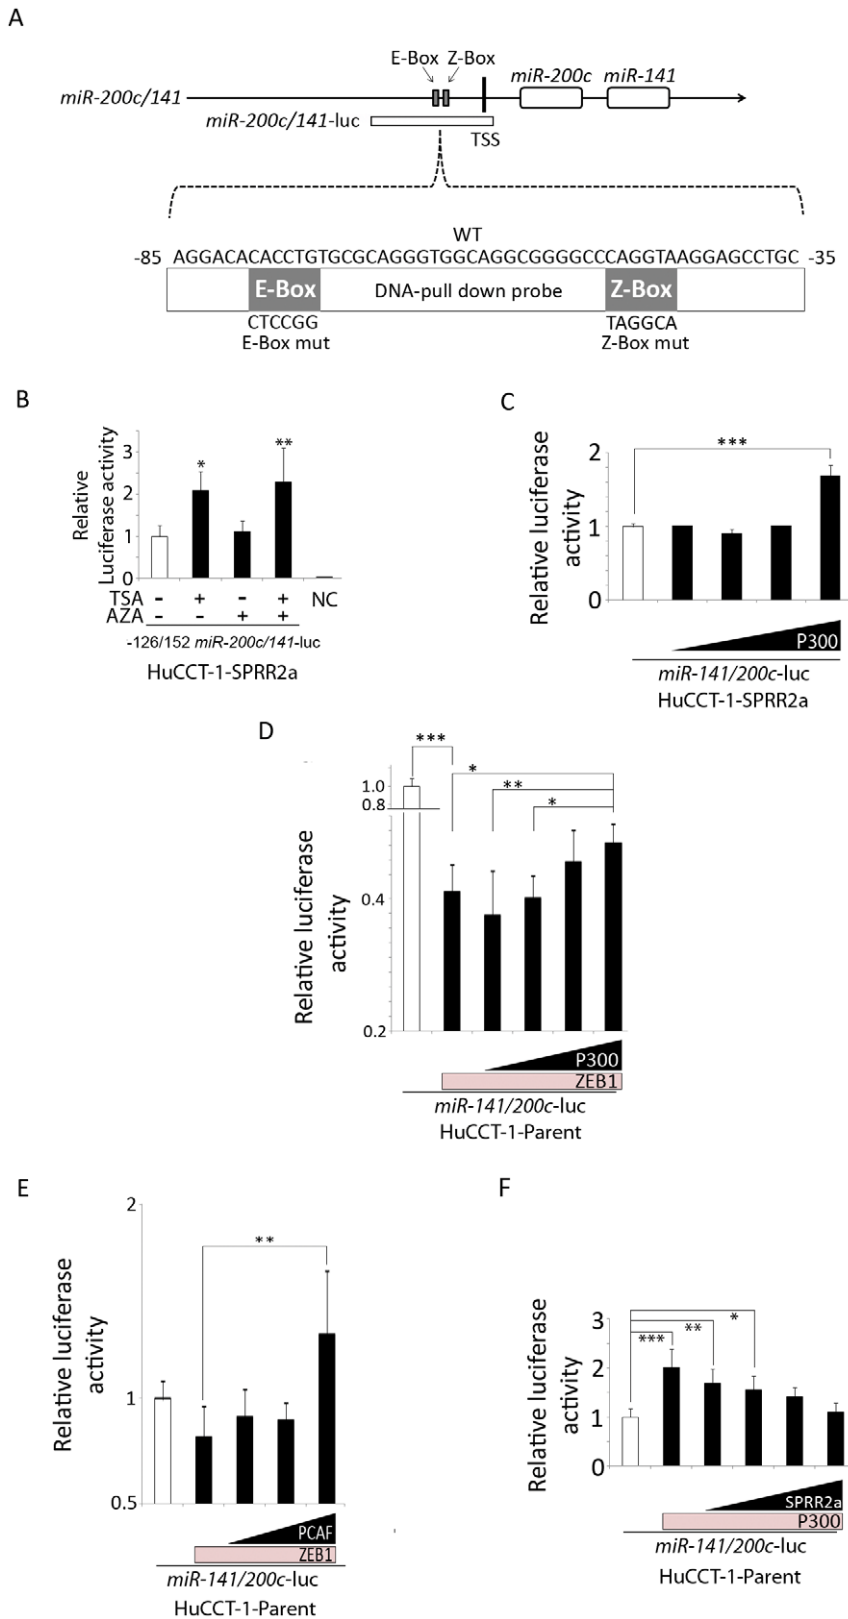 A
E-Box Z-Box
miR-200c miR-141
miR-200c/141
miR-200c/141-luc
TSS
WT
-85 AGGACACACCTGTGCGCAGGGTGGCAGGCGGGGCCCAGGTAAGGAGCCTGC -35
E-Box DNA-pull down probe Z-Box
CTCCGG TAGGCA
E-Box mut Z-Box mut
B
Relative
Luciferase activity
3
2
1
0
*
**
TSA - + - + NC
AZA - - + +
-126/152 miR-200c/141-luc
HuCCT-1-SPRR2a
C
Relative luciferase
activity
2
1
0
***
P300
miR-141/200c-luc
HuCCT-1-SPRR2a
D
Relative luciferase
activity
1.0
0.8
0.4
0.2
***
*
**
*
P300
ZEB1
miR-141/200c-luc
HuCCT-1-Parent
E
Relative luciferase
activity
2
1
0.5
**
PCAF
ZEB1
miR-141/200c-luc
HuCCT-1-Parent
F
Relative luciferase
activity
3
2
1
0
*
**
***
SPRR2a
P300
miR-141/200c-luc
HuCCT-1-Parent